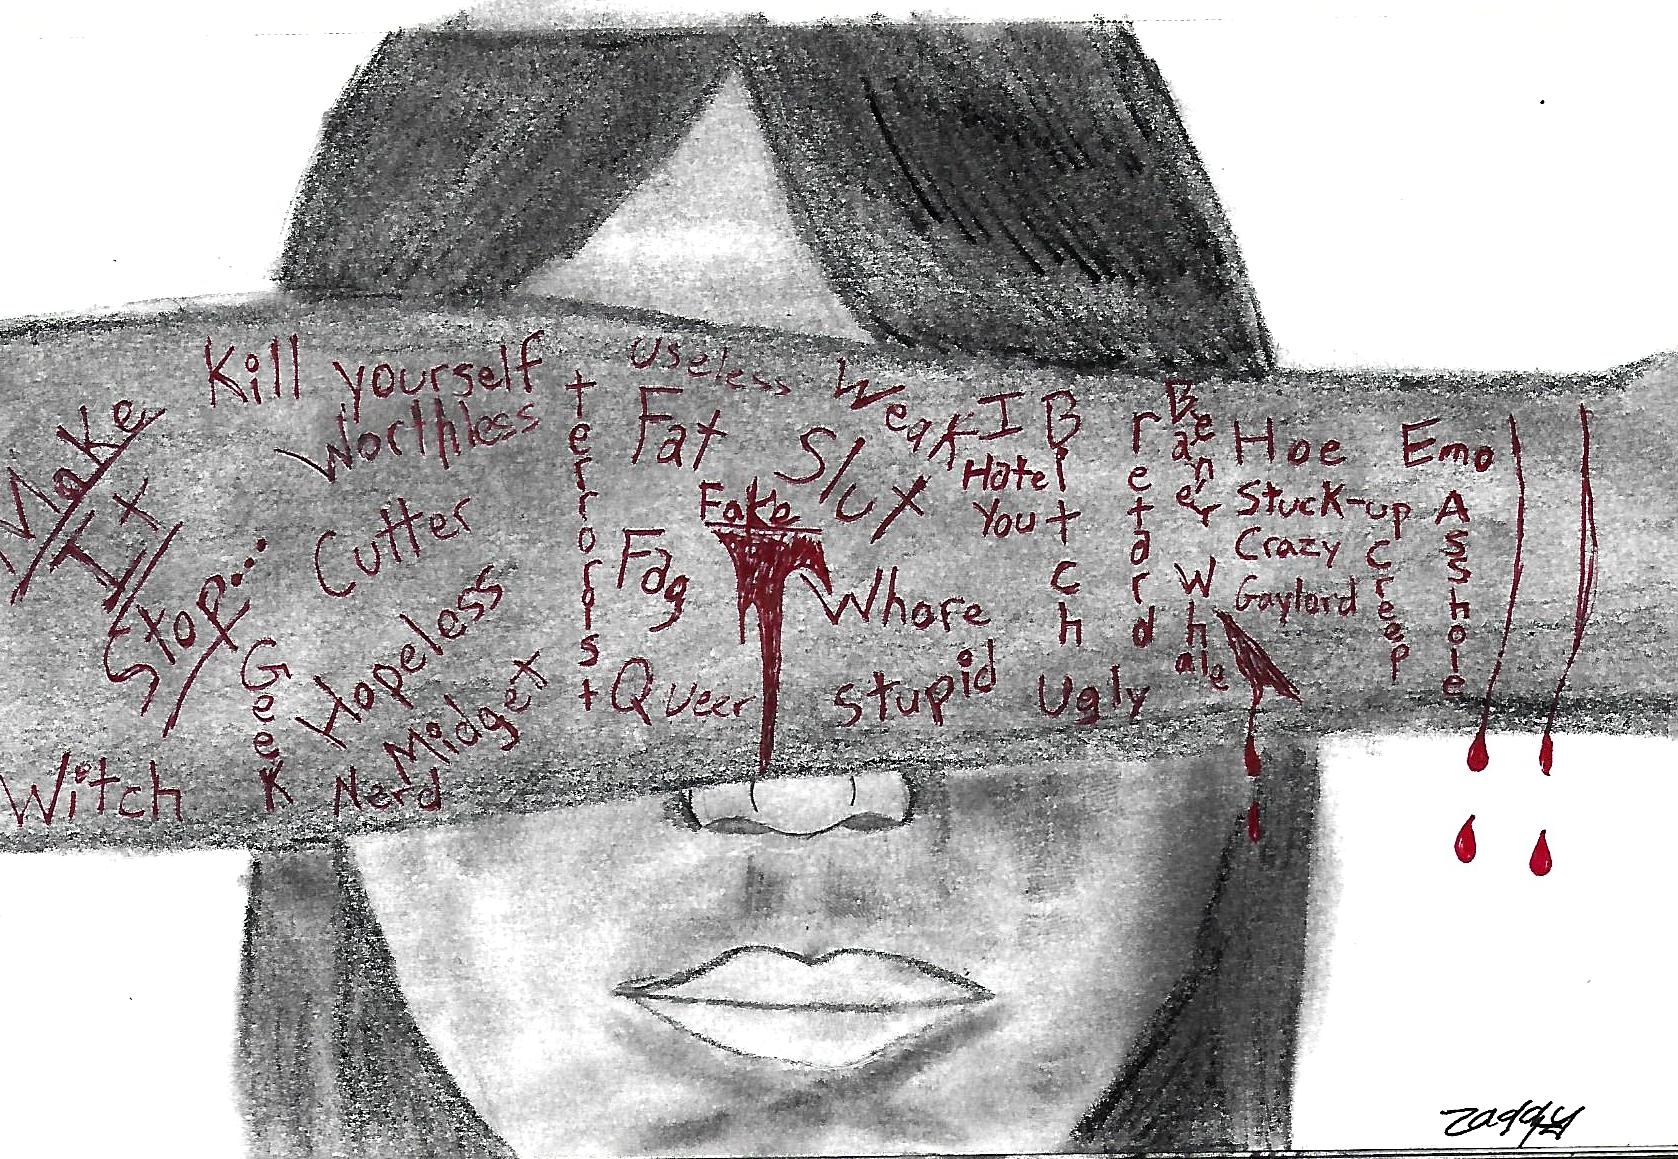 Make
It
Stop...
Witch
Kill yourself
Worthless
Cutter
Geek
Hopeless
Midget
Nerd
terrorist
useless
Fat
Fake
Fag
Queer
Weak
Slut
Whore
stupid
I
Hate
You
Bitch
Ugly
retard
Beaner
Whale
Hoe
Stuck-up
Crazy
Gaylord
creep
Emo
Asshole
zaddy